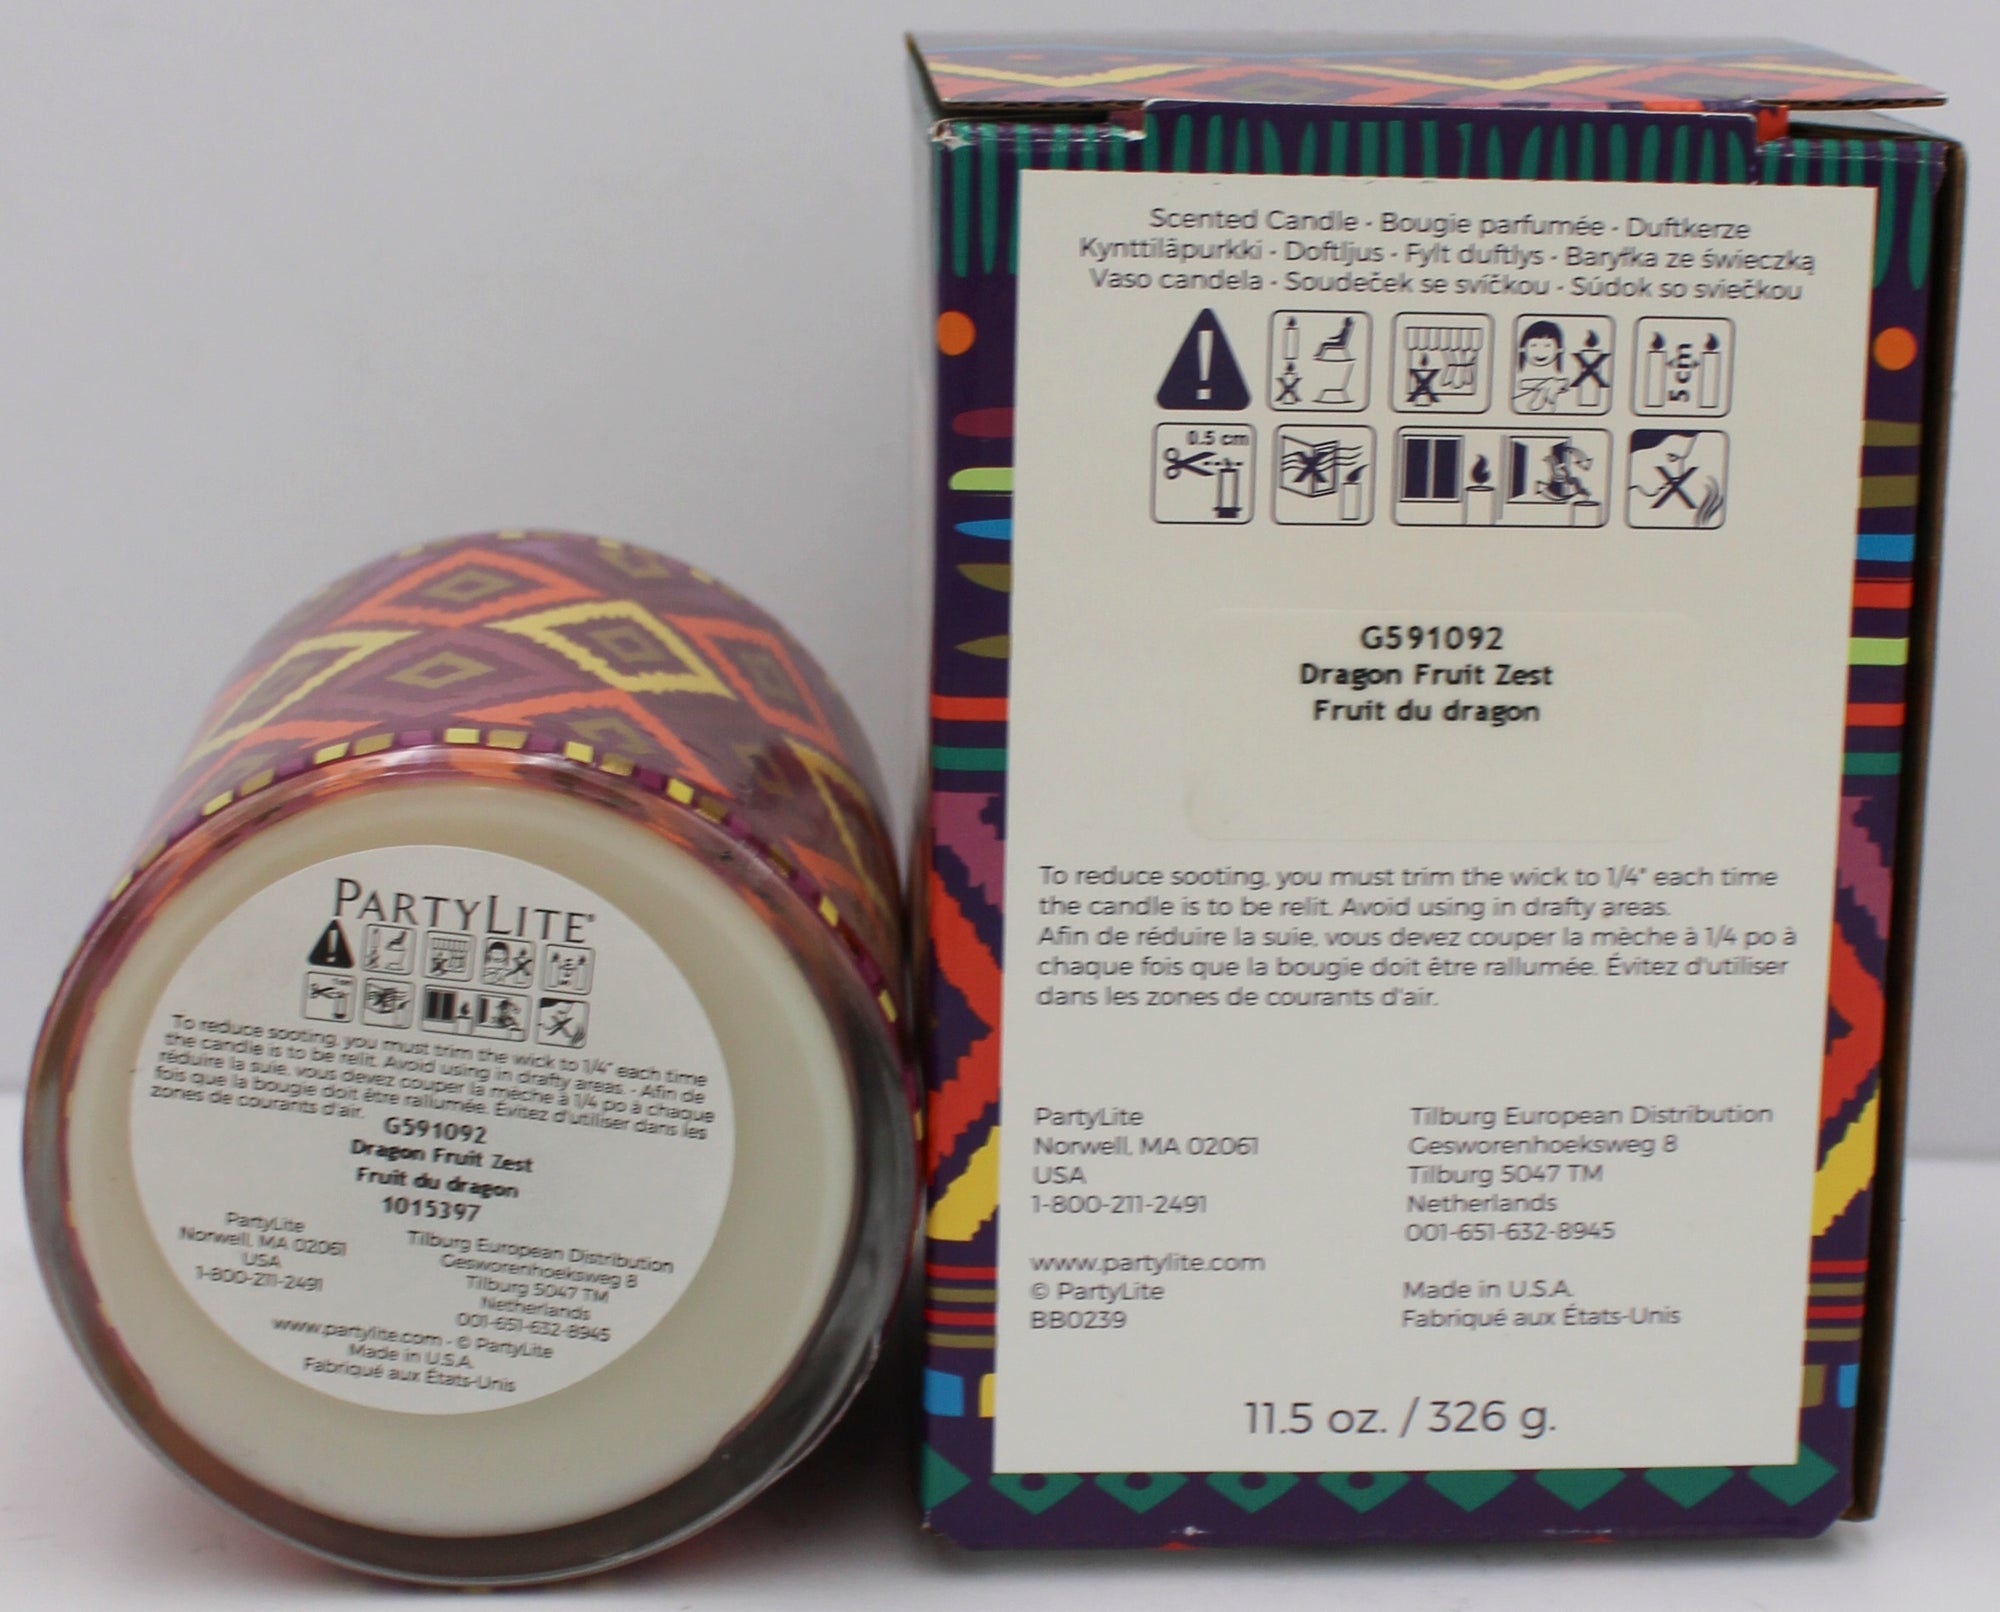 PARTYLITE®
To reduce sooting, you must trim the wick to 1/4" each time
the candle is to be relit. Avoid using in drafty areas. - Afin de
réduire la suie, vous devez couper la mèche à 1/4 po à chaque
fois que la bougie doit être rallumée. Évitez d'utiliser dans les
zones de courants d'air.
G591092
Dragon Fruit Zest
Fruit du dragon
1015397
PartyLite
Norwell, MA 02061
USA
1-800-211-2491
Tilburg European Distribution
Gesworenhoeksweg 8
Tilburg 5047 TM
Netherlands
001-651-632-8945
www.partylite.com - © PartyLite
Made in U.S.A.
Fabriqué aux États-Unis
Scented Candle - Bougie parfumée - Duftkerze
Kynttiläpurkki - Doftljus - Fylt duftlys - Baryłka ze świeczką
Vaso candela - Soudeček se svíčkou - Súdok so sviečkou
5 cm
0.5 cm
G591092
Dragon Fruit Zest
Fruit du dragon
To reduce sooting, you must trim the wick to 1/4" each time
the candle is to be relit. Avoid using in drafty areas.
Afin de réduire la suie, vous devez couper la mèche à 1/4 po à
chaque fois que la bougie doit être rallumée. Évitez d'utiliser
dans les zones de courants d'air.
PartyLite
Norwell, MA 02061
USA
1-800-211-2491
www.partylite.com
© PartyLite
BB0239
Tilburg European Distribution
Gesworenhoeksweg 8
Tilburg 5047 TM
Netherlands
001-651-632-8945
Made in U.S.A.
Fabriqué aux États-Unis
11.5 oz. / 326 g.